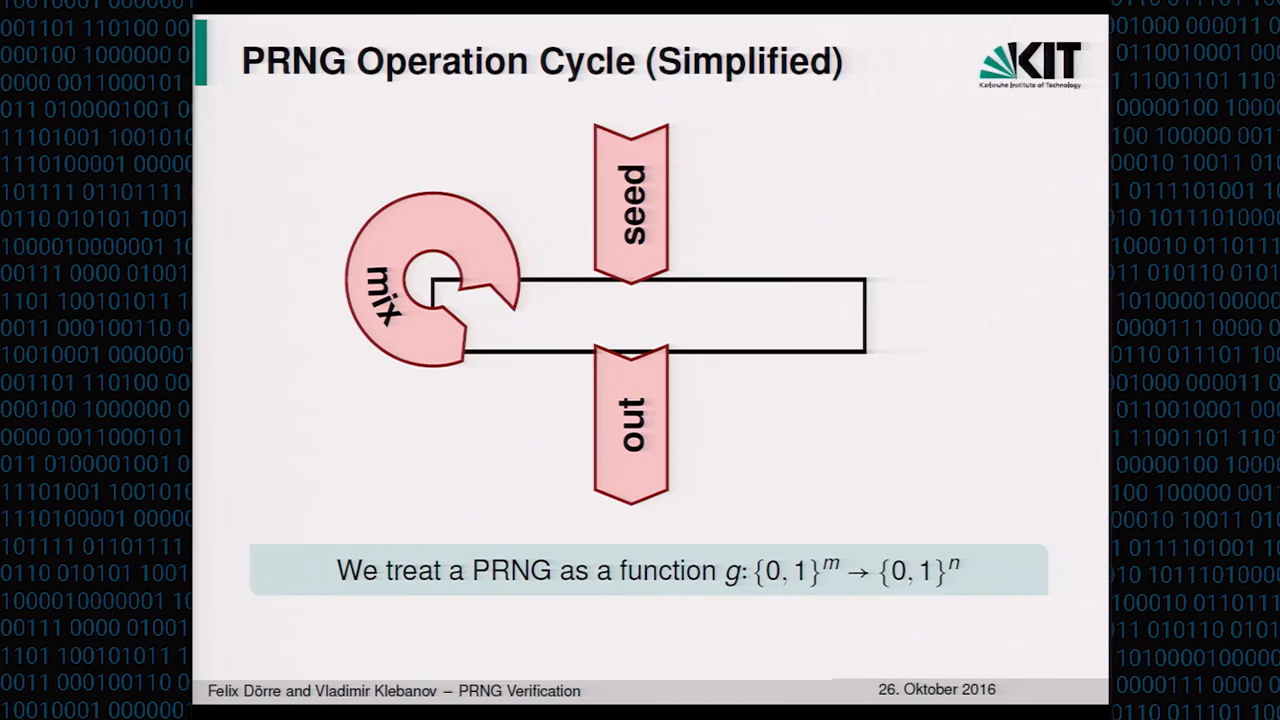 PRNG Operation Cycle (Simplified)
KIT
Karlsruhe Institute of Technology
seed
mix
out
We treat a PRNG as a function g: {0, 1}^m → {0, 1}^n
Felix Dörre and Vladimir Klebanov – PRNG Verification
26. Oktober 2016